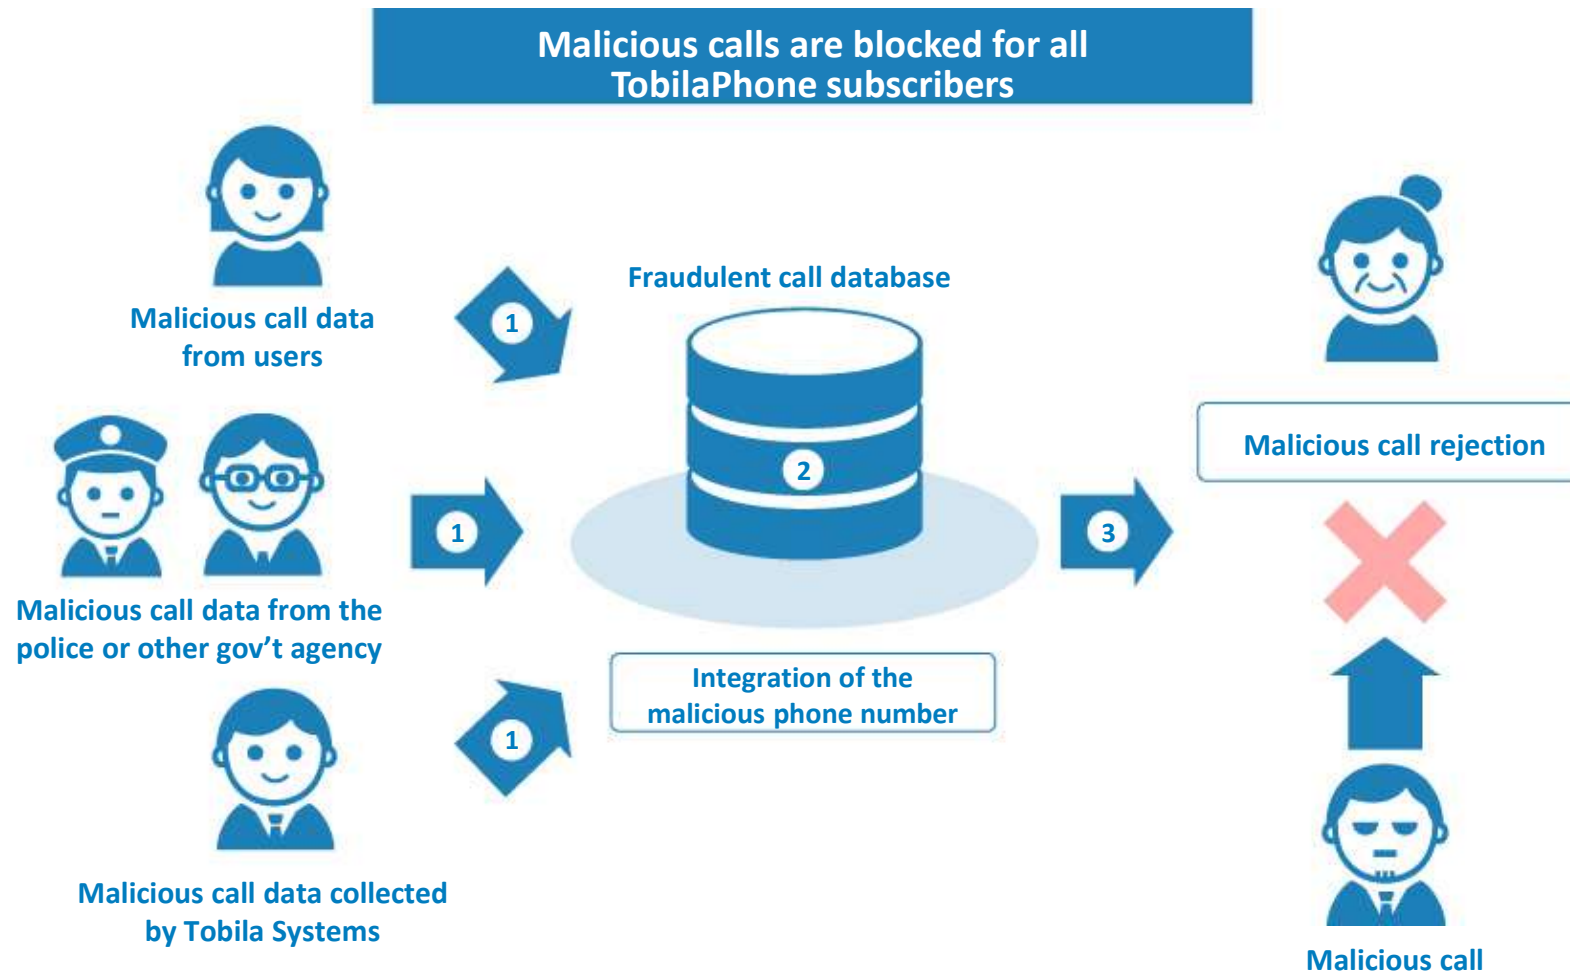 Malicious calls are blocked for all
TobilaPhone subscribers
Malicious call data
from users
1
Fraudulent call database
2
Malicious call data from the
police or other gov't agency
1
Malicious call data collected
by Tobila Systems
1
Integration of the
malicious phone number
3
Malicious call rejection
Malicious call